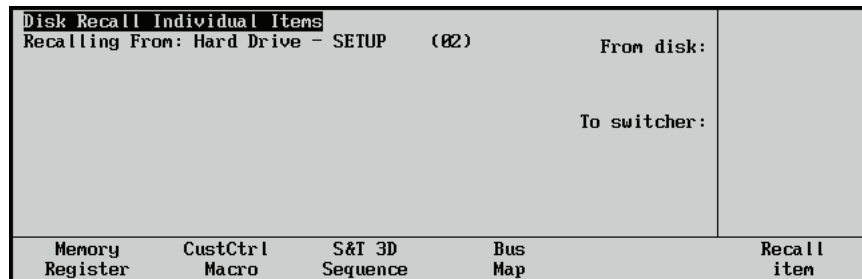 Disk Recall Individual Items
Recalling From: Hard Drive - SETUP (02)
From disk:
To switcher:
Memory Register
CustCtrl Macro
S&T 3D Sequence
Bus Map
Recall item